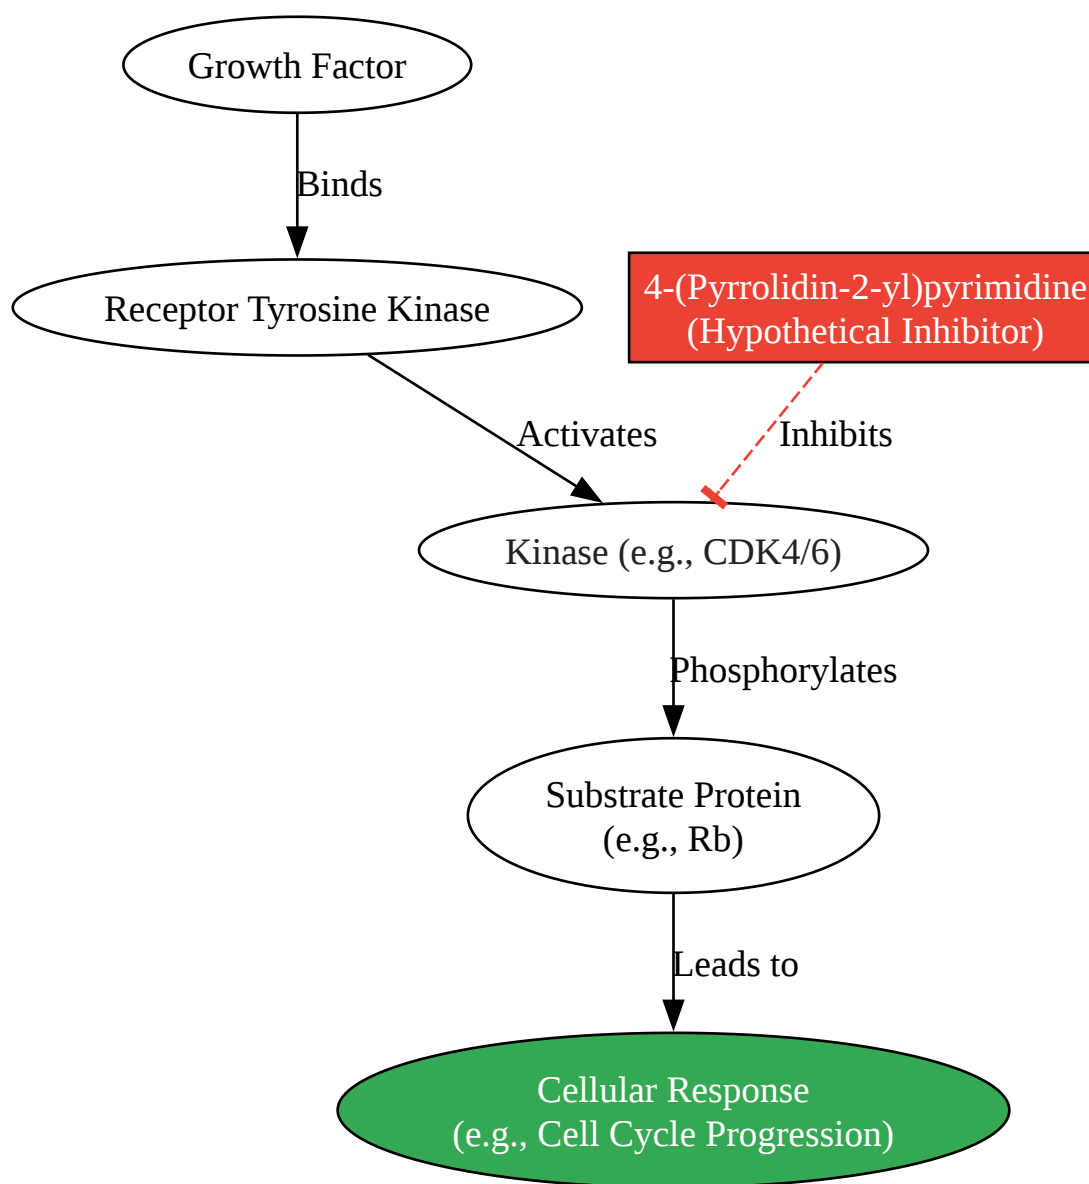 Growth Factor
Binds
Receptor Tyrosine Kinase
4-(Pyrrolidin-2-yl)pyrimidine
(Hypothetical Inhibitor)
Activates
Inhibits
Kinase (e.g., CDK4/6)
Phosphorylates
Substrate Protein
(e.g., Rb)
Leads to
Cellular Response
(e.g., Cell Cycle Progression)